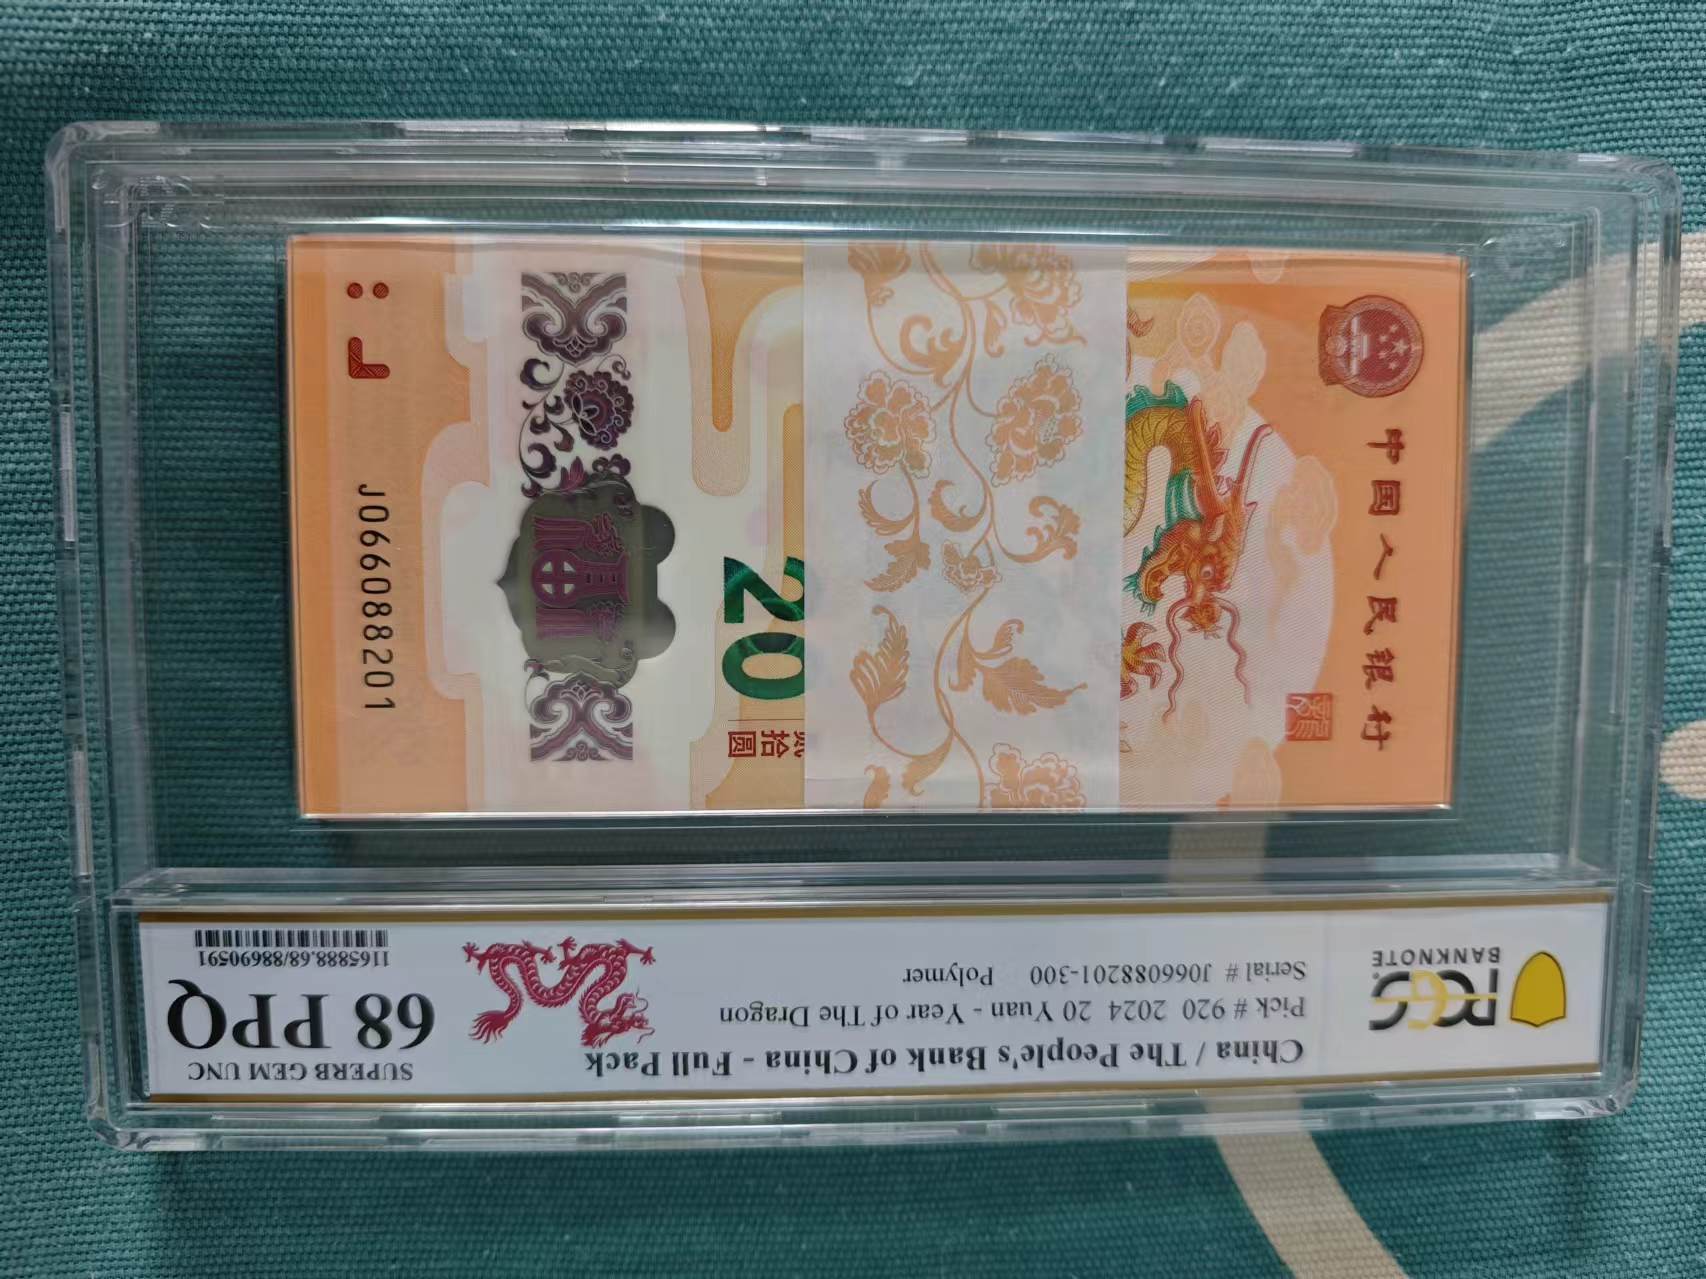 PCGS
BANKNOTE
China / The People's Bank of China - Full Pack
Pick # 920 2024 20 Yuan - Year of The Dragon
Serial # J066088201-300 Polymer
SUPERB GEM UNC
68 PPQ
1165888.68/88690591
中国人民银行
20
贰拾圆
J066088201